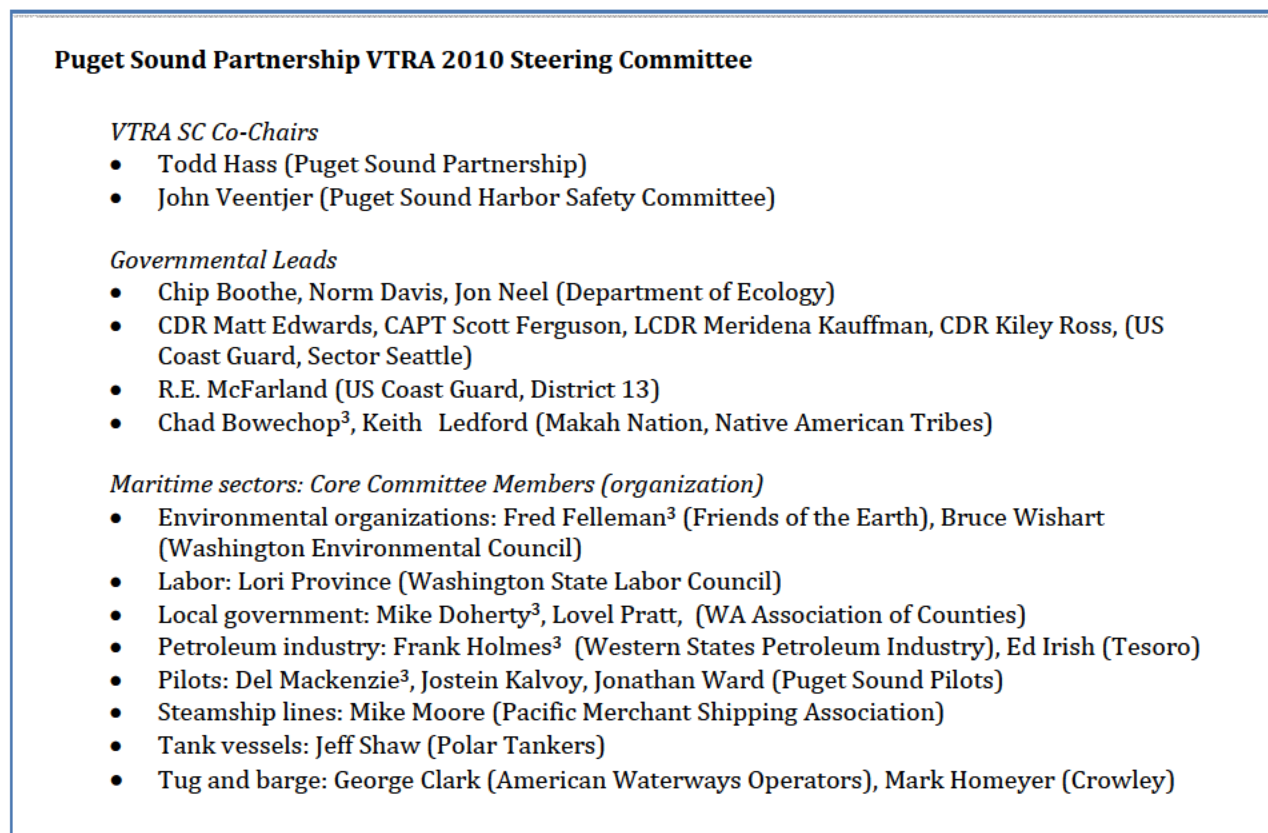 Puget Sound Partnership VTRA 2010 Steering Committee
VTRA SC Co-Chairs
• Todd Hass (Puget Sound Partnership)
• John Veentjer (Puget Sound Harbor Safety Committee)
Governmental Leads
• Chip Boothe, Norm Davis, Jon Neel (Department of Ecology)
• CDR Matt Edwards, CAPT Scott Ferguson, LCDR Meridena Kauffman, CDR Kiley Ross, (US
Coast Guard, Sector Seattle)
• R.E. McFarland (US Coast Guard, District 13)
• Chad Bowechop³, Keith Ledford (Makah Nation, Native American Tribes)
Maritime sectors: Core Committee Members (organization)
• Environmental organizations: Fred Felleman³ (Friends of the Earth), Bruce Wishart
(Washington Environmental Council)
• Labor: Lori Province (Washington State Labor Council)
• Local government: Mike Doherty³, Lovel Pratt, (WA Association of Counties)
• Petroleum industry: Frank Holmes³ (Western States Petroleum Industry), Ed Irish (Tesoro)
• Pilots: Del Mackenzie³, Jostein Kalvoy, Jonathan Ward (Puget Sound Pilots)
• Steamship lines: Mike Moore (Pacific Merchant Shipping Association)
• Tank vessels: Jeff Shaw (Polar Tankers)
• Tug and barge: George Clark (American Waterways Operators), Mark Homeyer (Crowley)